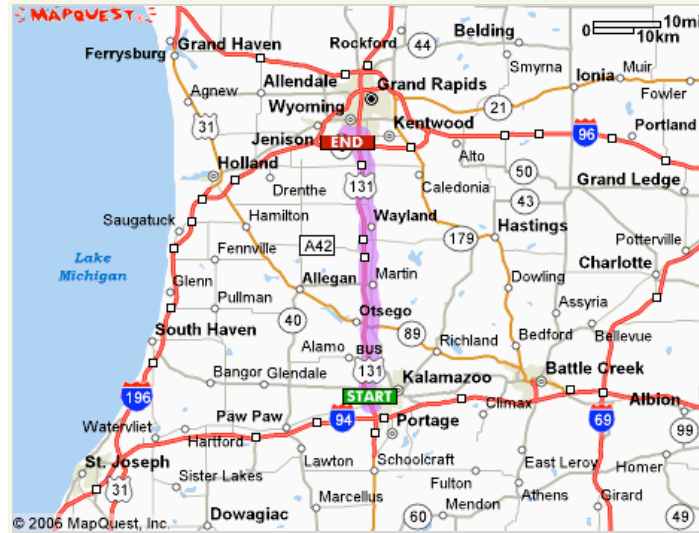 MAPQUEST
10mi
0
10km
Rockford
44
Belding
Grand Haven
Ferrysburg
Smyrna
Muir
Allendale
Ionia
Grand Rapids
Fowler
Agnew
Wyoming
21
31
Kentwood
Portland
Jenison
END
96
Alto
Holland
50
Drenthe
131
Caledonia
Grand Ledge
43
Saugatuck
Hamilton
Wayland
Hastings
A42
179
Potterville
Lake
Michigan
Fennville
Charlotte
Glenn
Allegan
Martin
Dowling
Pullman
Assyria
40
Otsego
South Haven
89
Bedford
Bellevue
Alamo
BUS
Richland
131
Battle Creek
Bangor
Glendale
Kalamazoo
196
START
Albion
Paw Paw
94
Climax
69
Watervliet
Portage
99
Hartford
St. Joseph
Lawton
Schoolcraft
East Leroy
Homer
Sister Lakes
Fulton
31
Marcellus
Athens
Girard
60
Mendon
49
© 2006 MapQuest, Inc.
Dowagiac